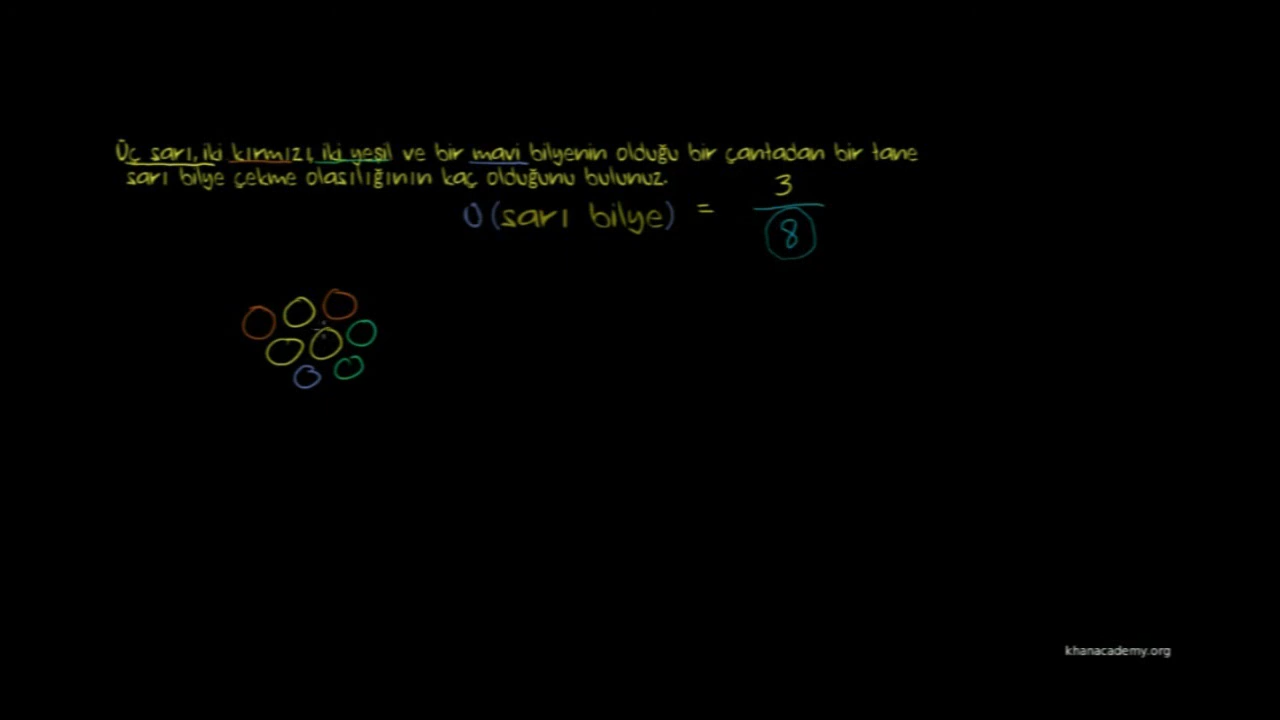 Üç sarı, iki kırmızı, iki yeşil ve bir mavi bilyenin olduğu bir çantadan bir tane
sarı bilye çekme olasılığının kaç olduğunu bulunuz.
O (sarı bilye) = 3/8
khanacademy.org